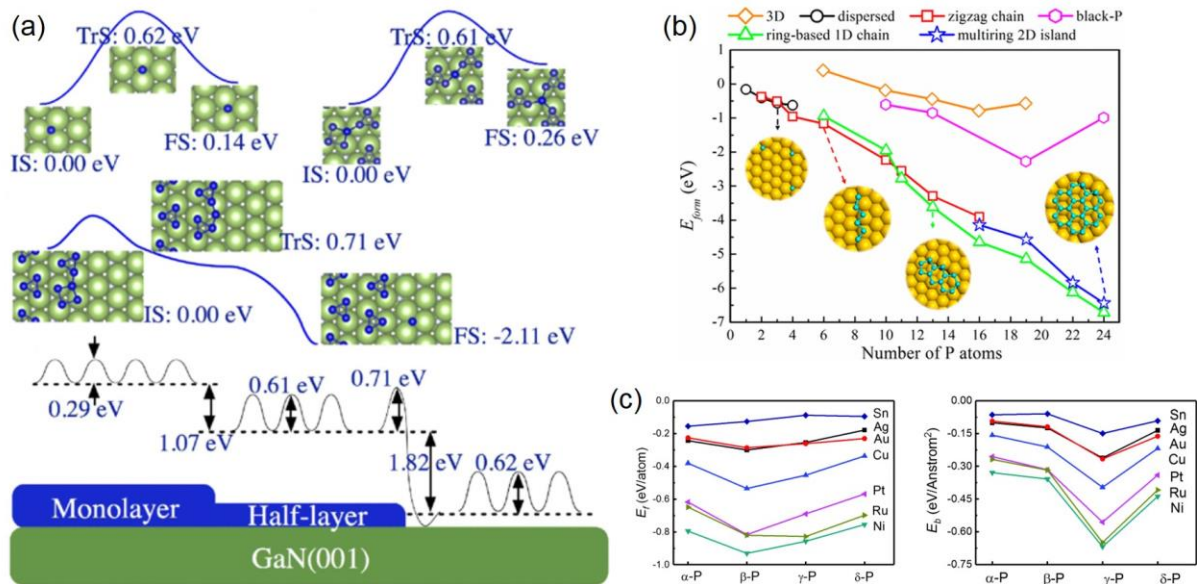 (a)
TrS: 0.62 eV
FS: 0.14 eV
IS: 0.00 eV
TrS: 0.61 eV
FS: 0.26 eV
IS: 0.00 eV
TrS: 0.71 eV
IS: 0.00 eV
FS: -2.11 eV
0.29 eV
1.07 eV
0.61 eV
0.71 eV
1.82 eV
0.62 eV
Monolayer
Half-layer
GaN(001)
(b)
3D dispersed zigzag chain black-P
ring-based 1D chain multiring 2D island
1
0
-1
-2
-3
-4
-5
-6
-7
E_form (eV)
0 2 4 6 8 10 12 14 16 18 20 22 24
Number of P atoms
(c)
0.0
-0.2
-0.4
-0.6
-0.8
-1.0
E_f (eV/atom)
Sn
Ag
Au
Cu
Pt
Ru
Ni
α-P β-P γ-P δ-P
0.00
-0.15
-0.30
-0.45
-0.60
-0.75
E_b (eV/Anstrom²)
Sn
Ag
Au
Cu
Pt
Ru
Ni
α-P β-P γ-P δ-P